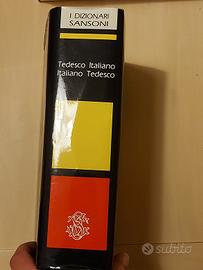 I DIZIONARI
SANSONI
Tedesco Italiano
Italiano Tedesco
subito